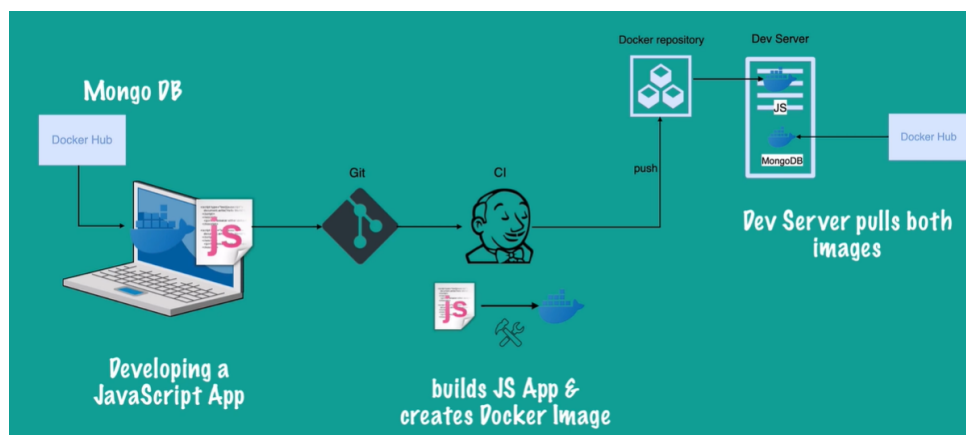 Mongo DB
Docker Hub
JS
Developing a
JavaScript App
Git
CI
JS
builds JS App &
creates Docker Image
push
Docker repository
Dev Server
JS
MongoDB
Docker Hub
Dev Server pulls both
images